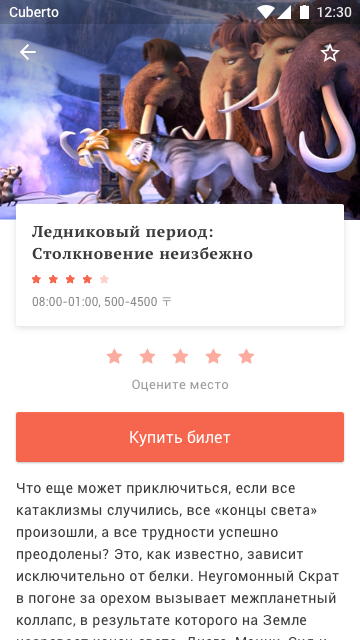 Cuberto 12:30
Ледниковый период:
Столкновение неизбежно
08:00-01:00, 500-4500 〒
Оцените место
Купить билет
Что еще может приключиться, если все
катаклизмы случились, все «концы света»
произошли, а все трудности успешно
преодолены? Это, как известно, зависит
исключительно от белки. Неугомонный Скрат
в погоне за орехом вызывает межпланетный
коллапс, в результате которого на Земле